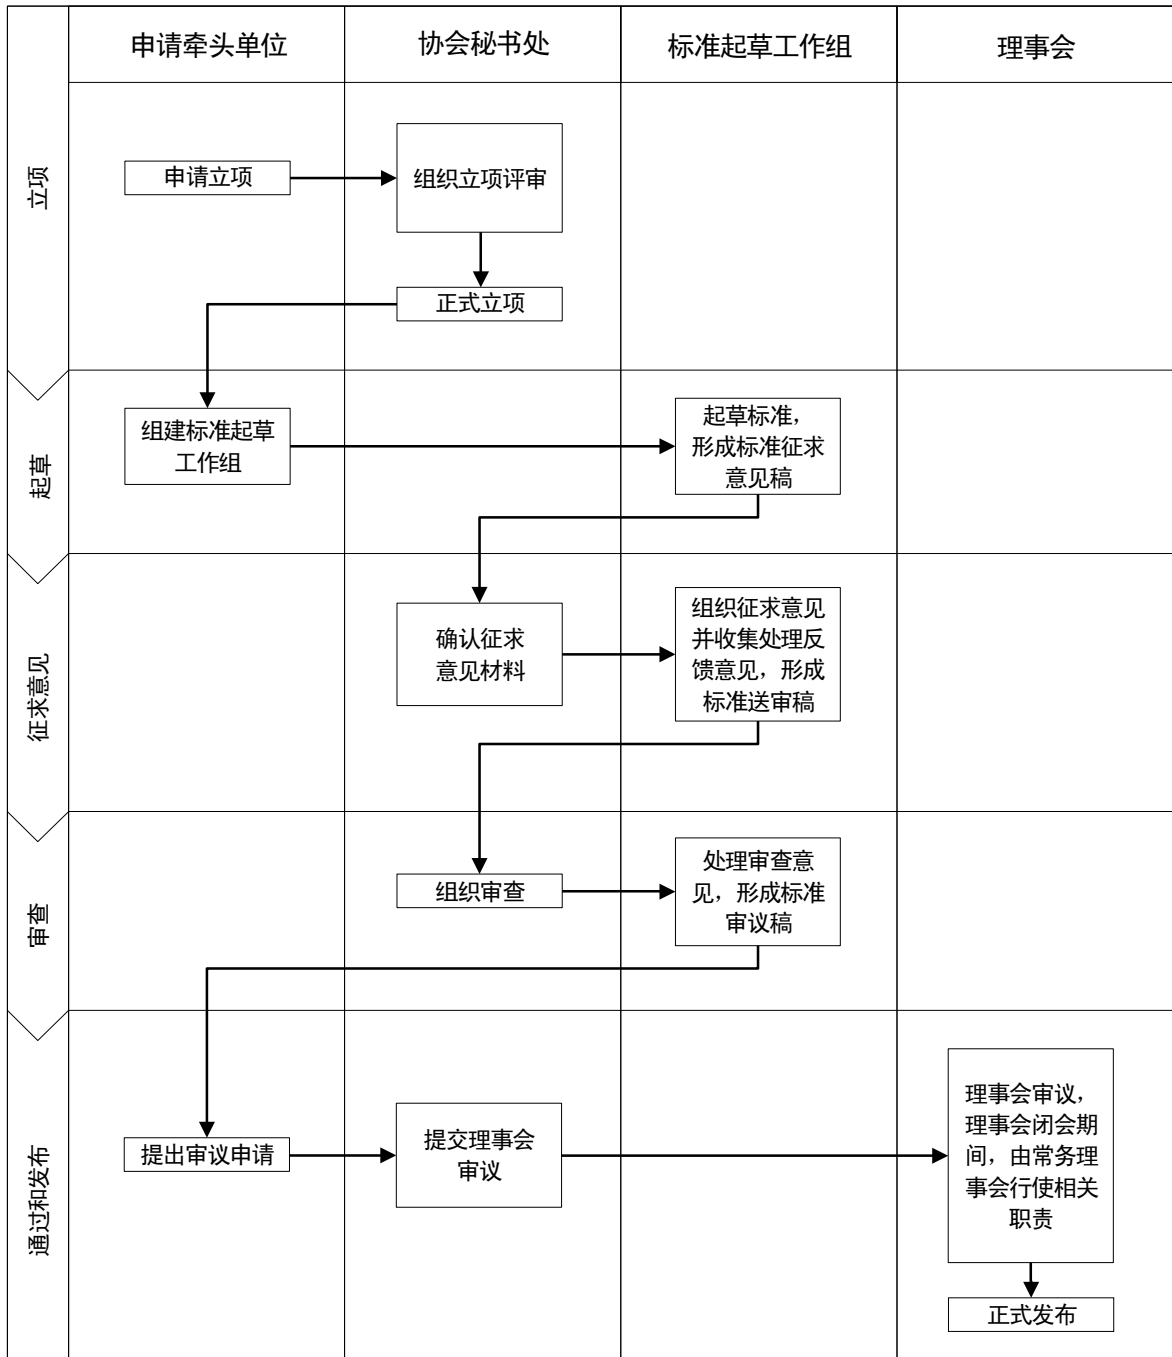 申请牵头单位
协会秘书处
标准起草工作组
理事会
立项
申请立项
组织立项评审
正式立项
起草
组建标准起草
工作组
起草标准，
形成标准征求
意见稿
征求意见
确认征求
意见材料
组织征求意见
并收集处理反
馈意见，形成
标准送审稿
审查
组织审查
处理审查意
见，形成标准
审议稿
通过和发布
提出审议申请
提交理事会
审议
理事会审议，
理事会闭会期
间，由常务理
事会行使相关
职责
正式发布